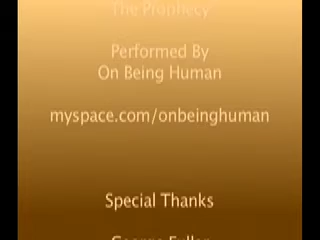 The Prophecy
Performed By
On Being Human
myspace.com/onbeinghuman
Special Thanks